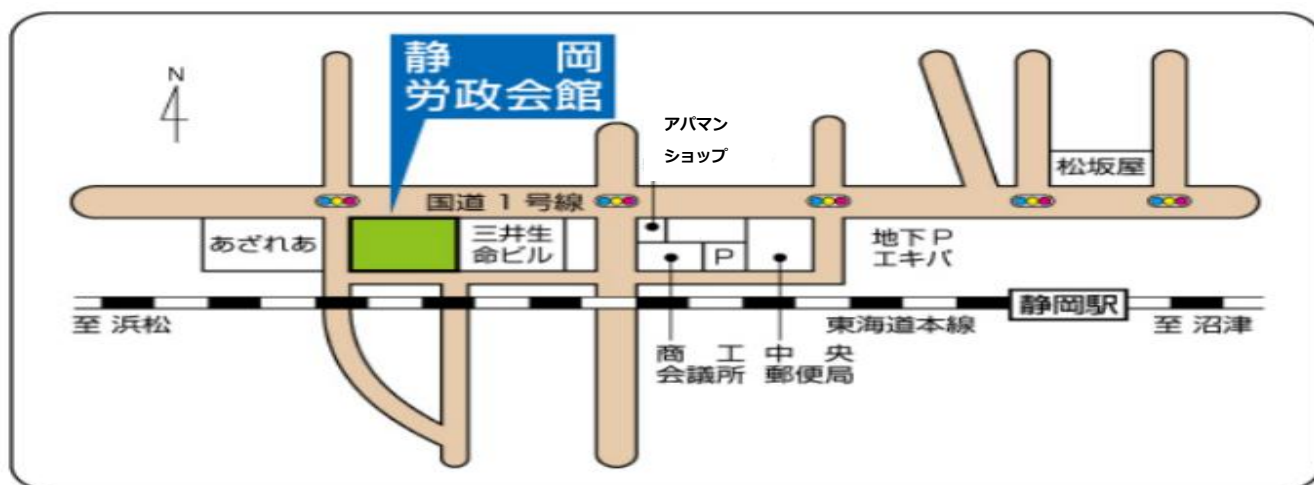 静岡
労政会館
N
アパマン
ショップ
松坂屋
国道1号線
あざれあ
三井生
命ビル
P
地下P
エキパ
静岡駅
至 浜松
東海道本線
至 沼津
商工
会議所
中央
郵便局